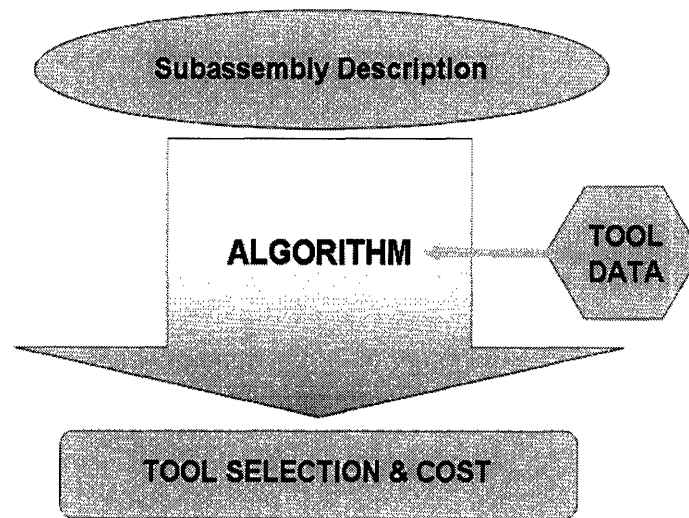 Subassembly Description
ALGORITHM
TOOL
DATA
TOOL SELECTION & COST